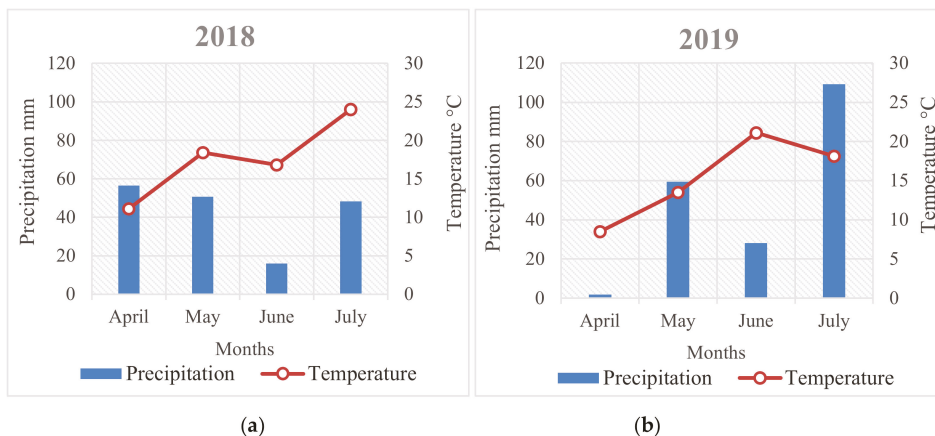 2018
Precipitation mm
120
100
80
60
40
20
0
30
25
20
15
10
5
0
Temperature °C
April May June July
Months
Precipitation Temperature
(a)
2019
Precipitation mm
120
100
80
60
40
20
0
30
25
20
15
10
5
0
Temperature °C
April May June July
Months
Precipitation Temperature
(b)